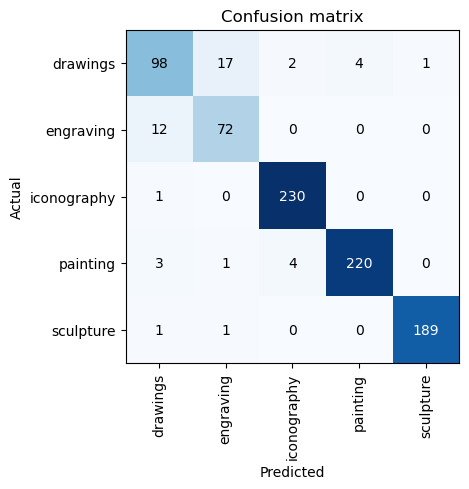 Confusion matrix
Actual
drawings 98 17 2 4 1
engraving 12 72 0 0 0
iconography 1 0 230 0 0
painting 3 1 4 220 0
sculpture 1 1 0 0 189
drawings engraving iconography painting sculpture
Predicted